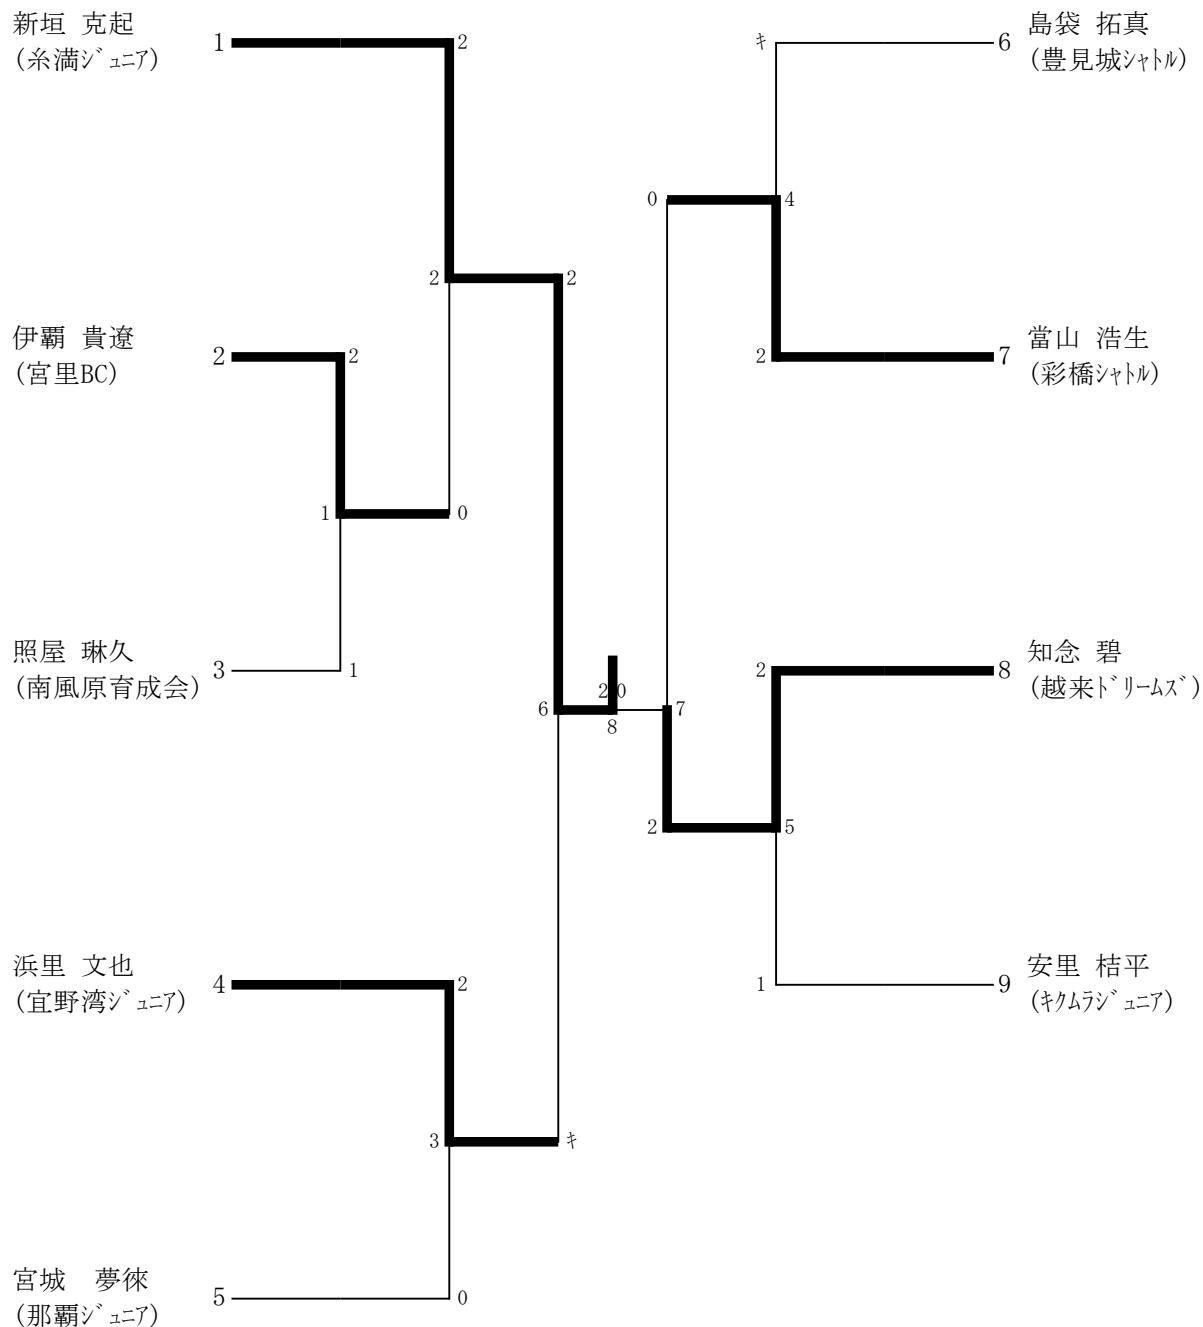 新垣 克起
(糸満ｼﾞｭﾆｱ)
1
2
2
2
伊覇 貴遼
(宮里BC)
2
2
1
0
照屋 琳久
(南風原育成会)
3
1
6
2 0
8
浜里 文也
(宜野湾ｼﾞｭﾆｱ)
4
2
3
ｷ
宮城 夢徠
(那覇ｼﾞｭﾆｱ)
5
0
ｷ
6
島袋 拓真
(豊見城ｼｬﾄﾙ)
0
4
2
7
當山 浩生
(彩橋ｼｬﾄﾙ)
7
2
8
知念 碧
(越来ﾄﾞﾘｰﾑｽﾞ)
2
5
1
9
安里 桔平
(ｷｸﾑﾗｼﾞｭﾆｱ)